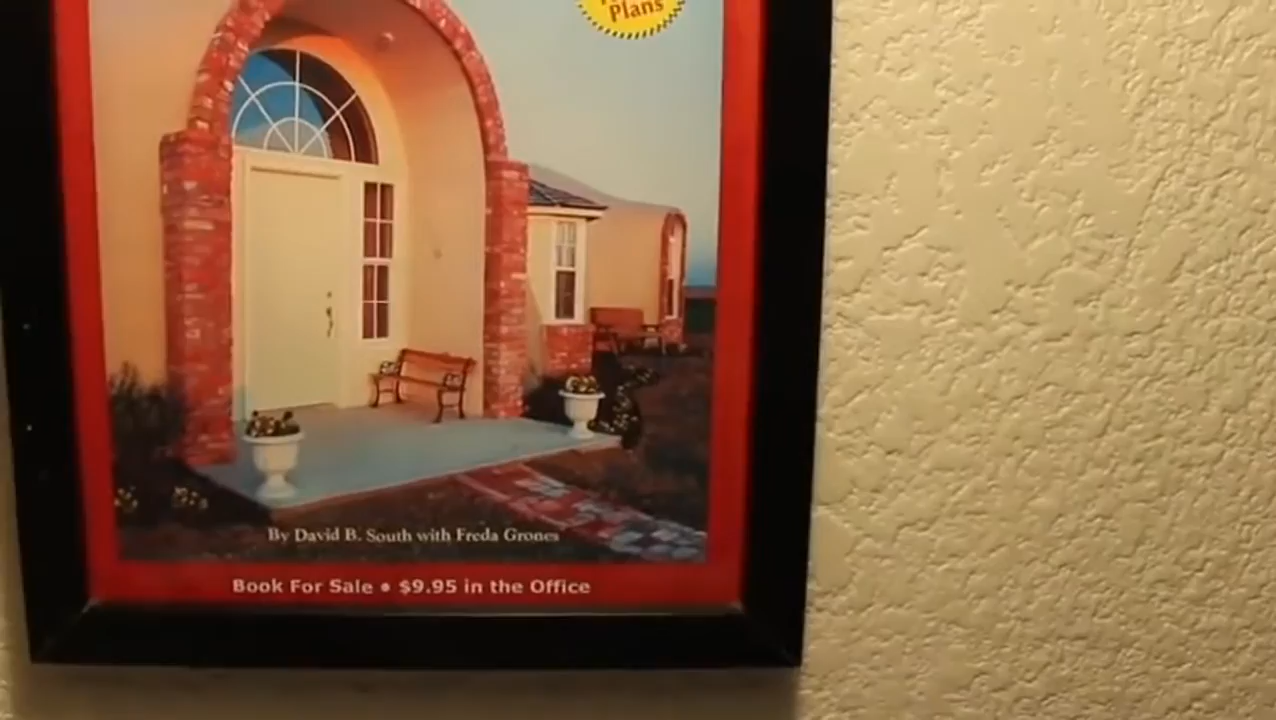 Plans
By David B. South with Freda Grones
Book For Sale • $9.95 in the Office